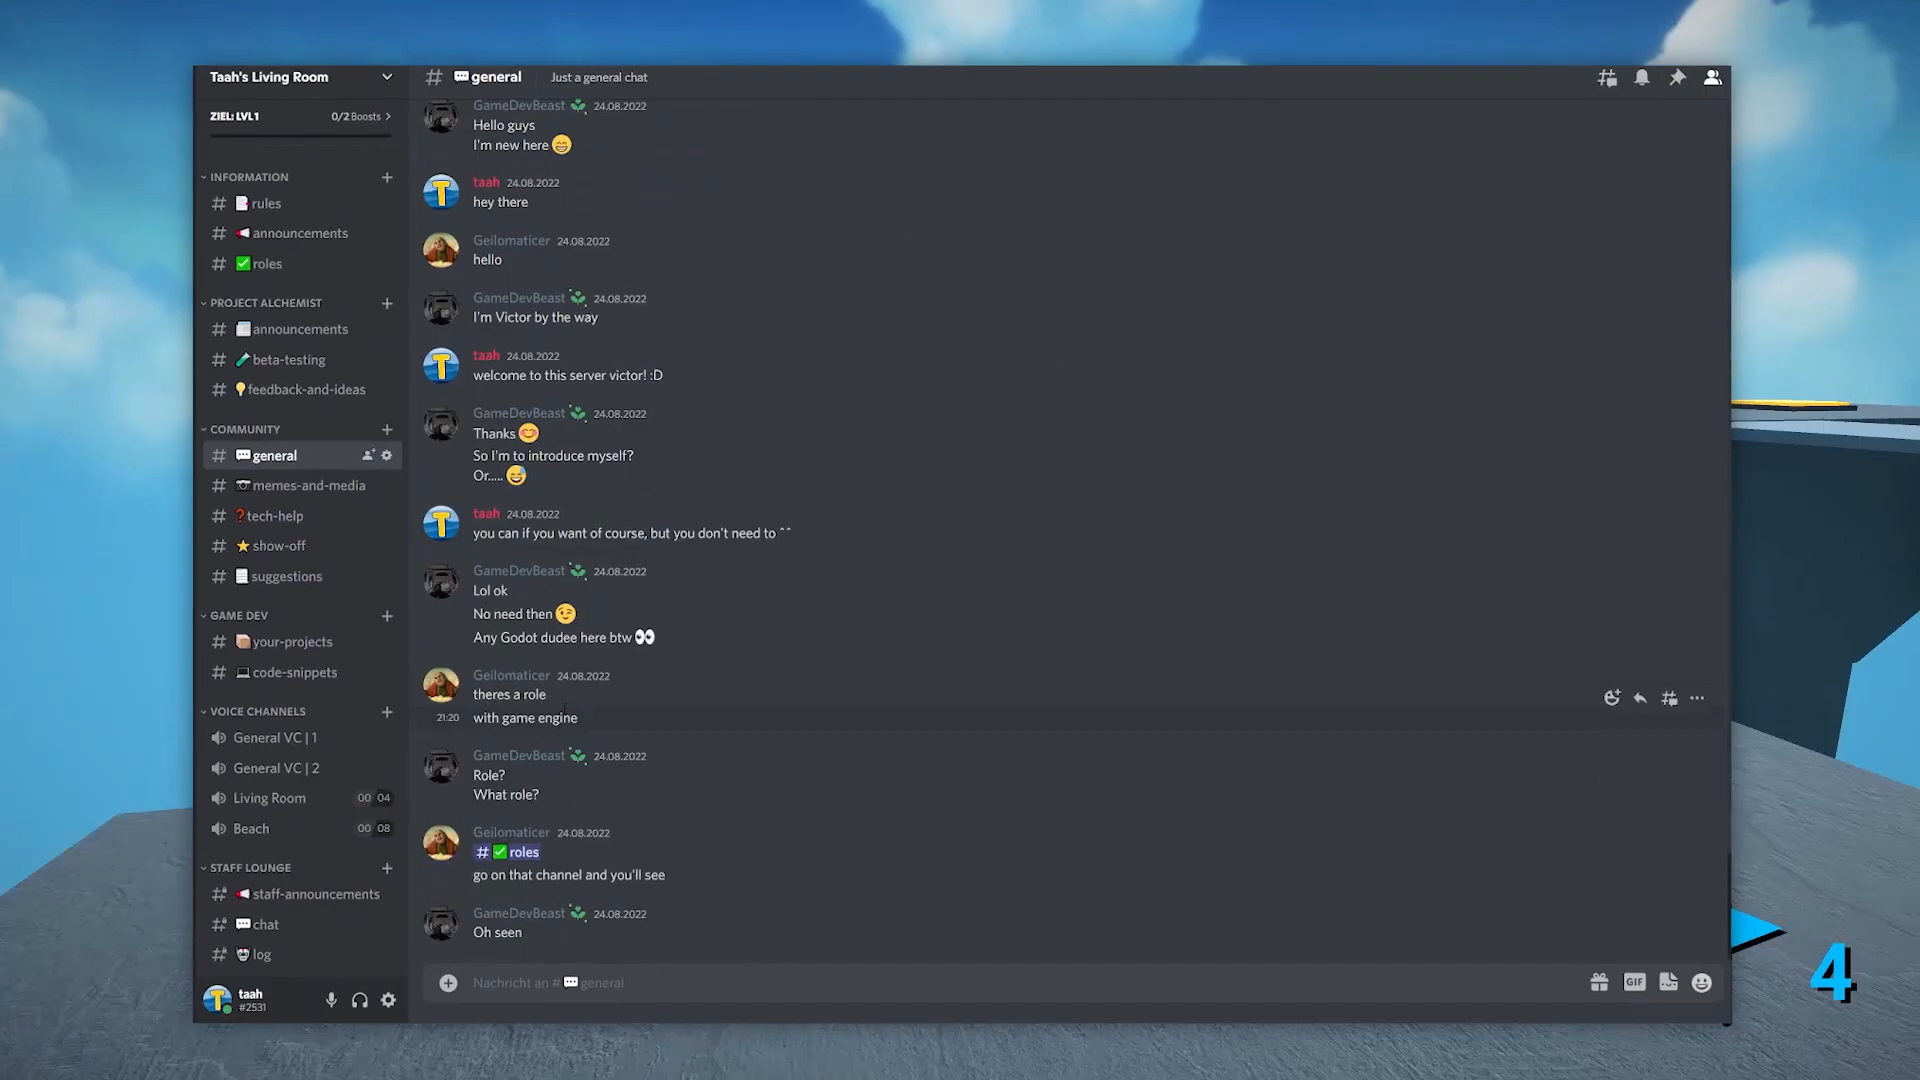 Taah's Living Room
ZIEL: LVL 1
0/2 Boosts
INFORMATION
rules
announcements
roles
PROJECT ALCHEMIST
announcements
beta-testing
feedback-and-ideas
COMMUNITY
general
memes-and-media
tech-help
show-off
suggestions
GAME DEV
your-projects
code-snippets
VOICE CHANNELS
General VC | 1
General VC | 2
Living Room 00 04
Beach 00 08
STAFF LOUNGE
staff-announcements
chat
log
taah
#2531
# general Just a general chat
GameDevBeast 24.08.2022
Hello guys
I'm new here
taah 24.08.2022
hey there
Geilomaticer 24.08.2022
hello
GameDevBeast 24.08.2022
I'm Victor by the way
taah 24.08.2022
welcome to this server victor! :D
GameDevBeast 24.08.2022
Thanks
So I'm to introduce myself?
Or.....
taah 24.08.2022
you can if you want of course, but you don't need to ^^
GameDevBeast 24.08.2022
Lol ok
No need then
Any Godot dudee here btw
Geilomaticer 24.08.2022
theres a role
21:20 with game engine
GameDevBeast 24.08.2022
Role?
What role?
Geilomaticer 24.08.2022
# roles
go on that channel and you'll see
GameDevBeast 24.08.2022
Oh seen
Nachricht an # general
GIF
4